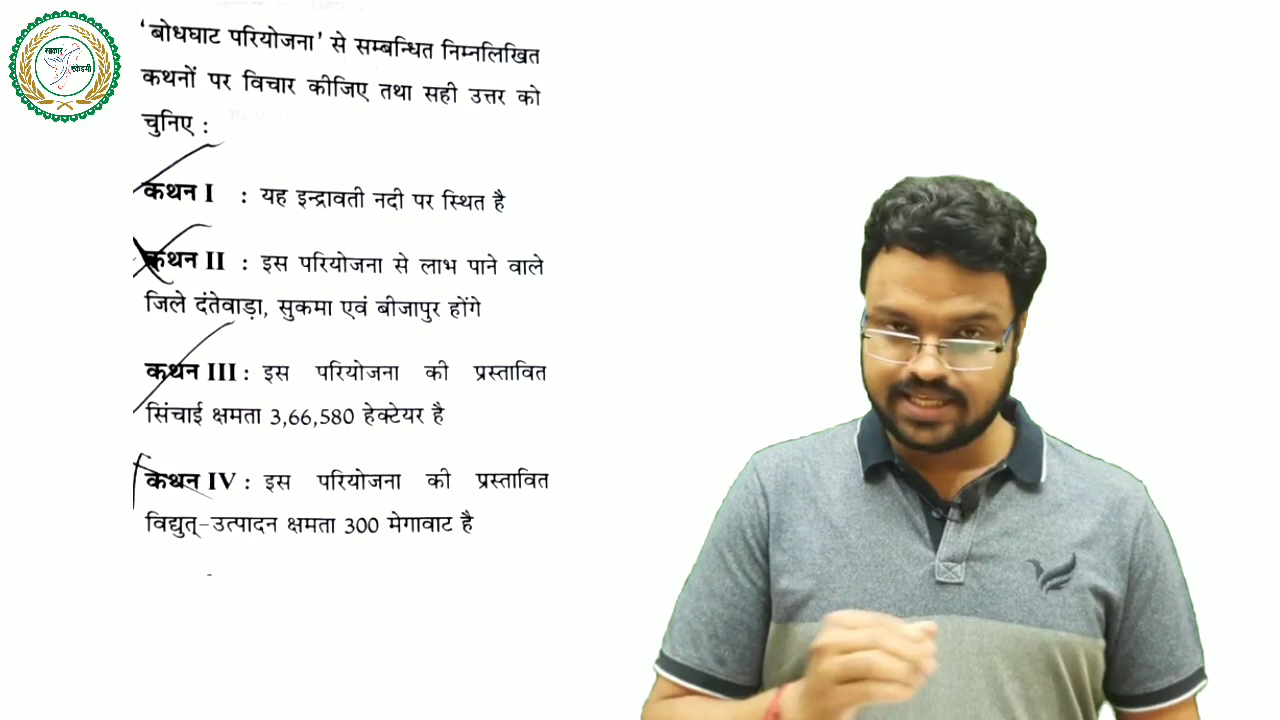 साकार
एकेडमी
'बोधघाट परियोजना' से सम्बन्धित निम्नलिखित
कथनों पर विचार कीजिए तथा सही उत्तर को
चुनिए :
कथन I : यह इन्द्रावती नदी पर स्थित है
कथन II : इस परियोजना से लाभ पाने वाले
जिले दंतेवाड़ा, सुकमा एवं बीजापुर होंगे
कथन III : इस परियोजना की प्रस्तावित
सिंचाई क्षमता 3,66,580 हेक्टेयर है
कथन IV : इस परियोजना की प्रस्तावित
विद्युत्-उत्पादन क्षमता 300 मेगावाट है